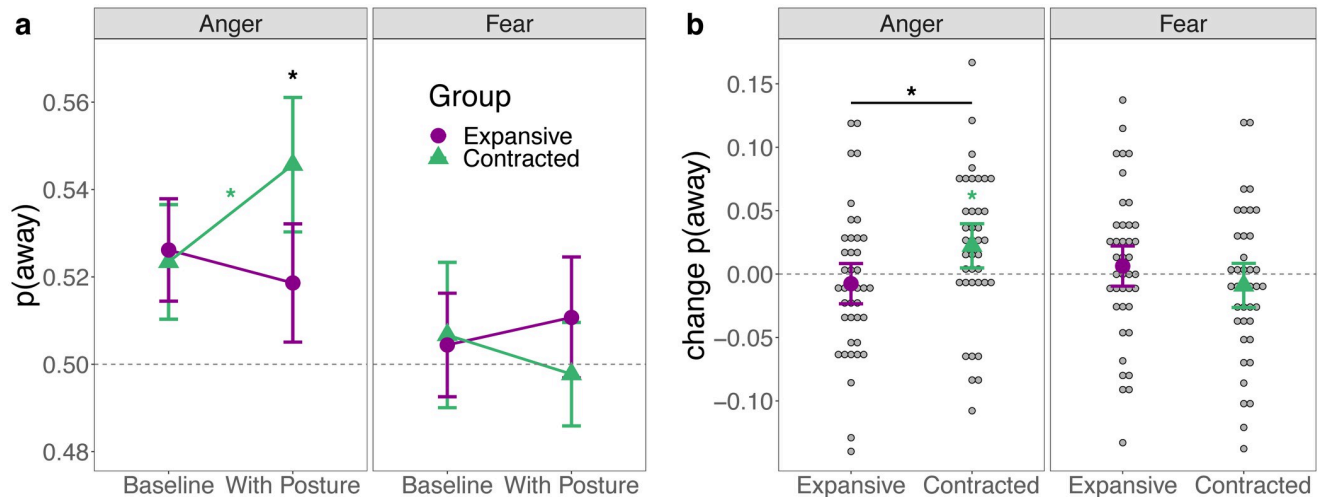 a
Anger
Fear
p(away)
0.56
0.54
0.52
0.50
0.48
*
*
Group
Expansive
Contracted
Baseline With Posture
Baseline With Posture
b
Anger
Fear
change p(away)
0.15
0.10
0.05
0.00
−0.05
−0.10
*
*
Expansive Contracted
Expansive Contracted